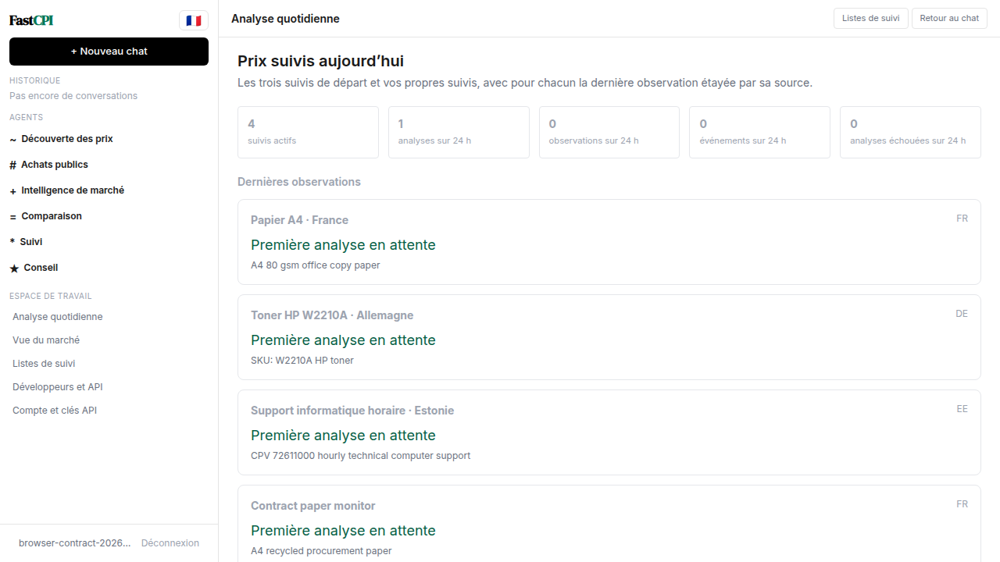 FastCPI
+ Nouveau chat
HISTORIQUE
Pas encore de conversations
AGENTS
~ Découverte des prix
# Achats publics
+ Intelligence de marché
= Comparaison
* Suivi
★ Conseil
ESPACE DE TRAVAIL
Analyse quotidienne
Vue du marché
Listes de suivi
Développeurs et API
Compte et clés API
browser-contract-2026... Déconnexion
Analyse quotidienne
Listes de suivi
Retour au chat
Prix suivis aujourd’hui
Les trois suivis de départ et vos propres suivis, avec pour chacun la dernière observation étayée par sa source.
4
suivis actifs
1
analyses sur 24 h
0
observations sur 24 h
0
événements sur 24 h
0
analyses échouées sur 24 h
Dernières observations
Papier A4 · France FR
Première analyse en attente
A4 80 gsm office copy paper
Toner HP W2210A · Allemagne DE
Première analyse en attente
SKU: W2210A HP toner
Support informatique horaire · Estonie EE
Première analyse en attente
CPV 72611000 hourly technical computer support
Contract paper monitor FR
Première analyse en attente
A4 recycled procurement paper